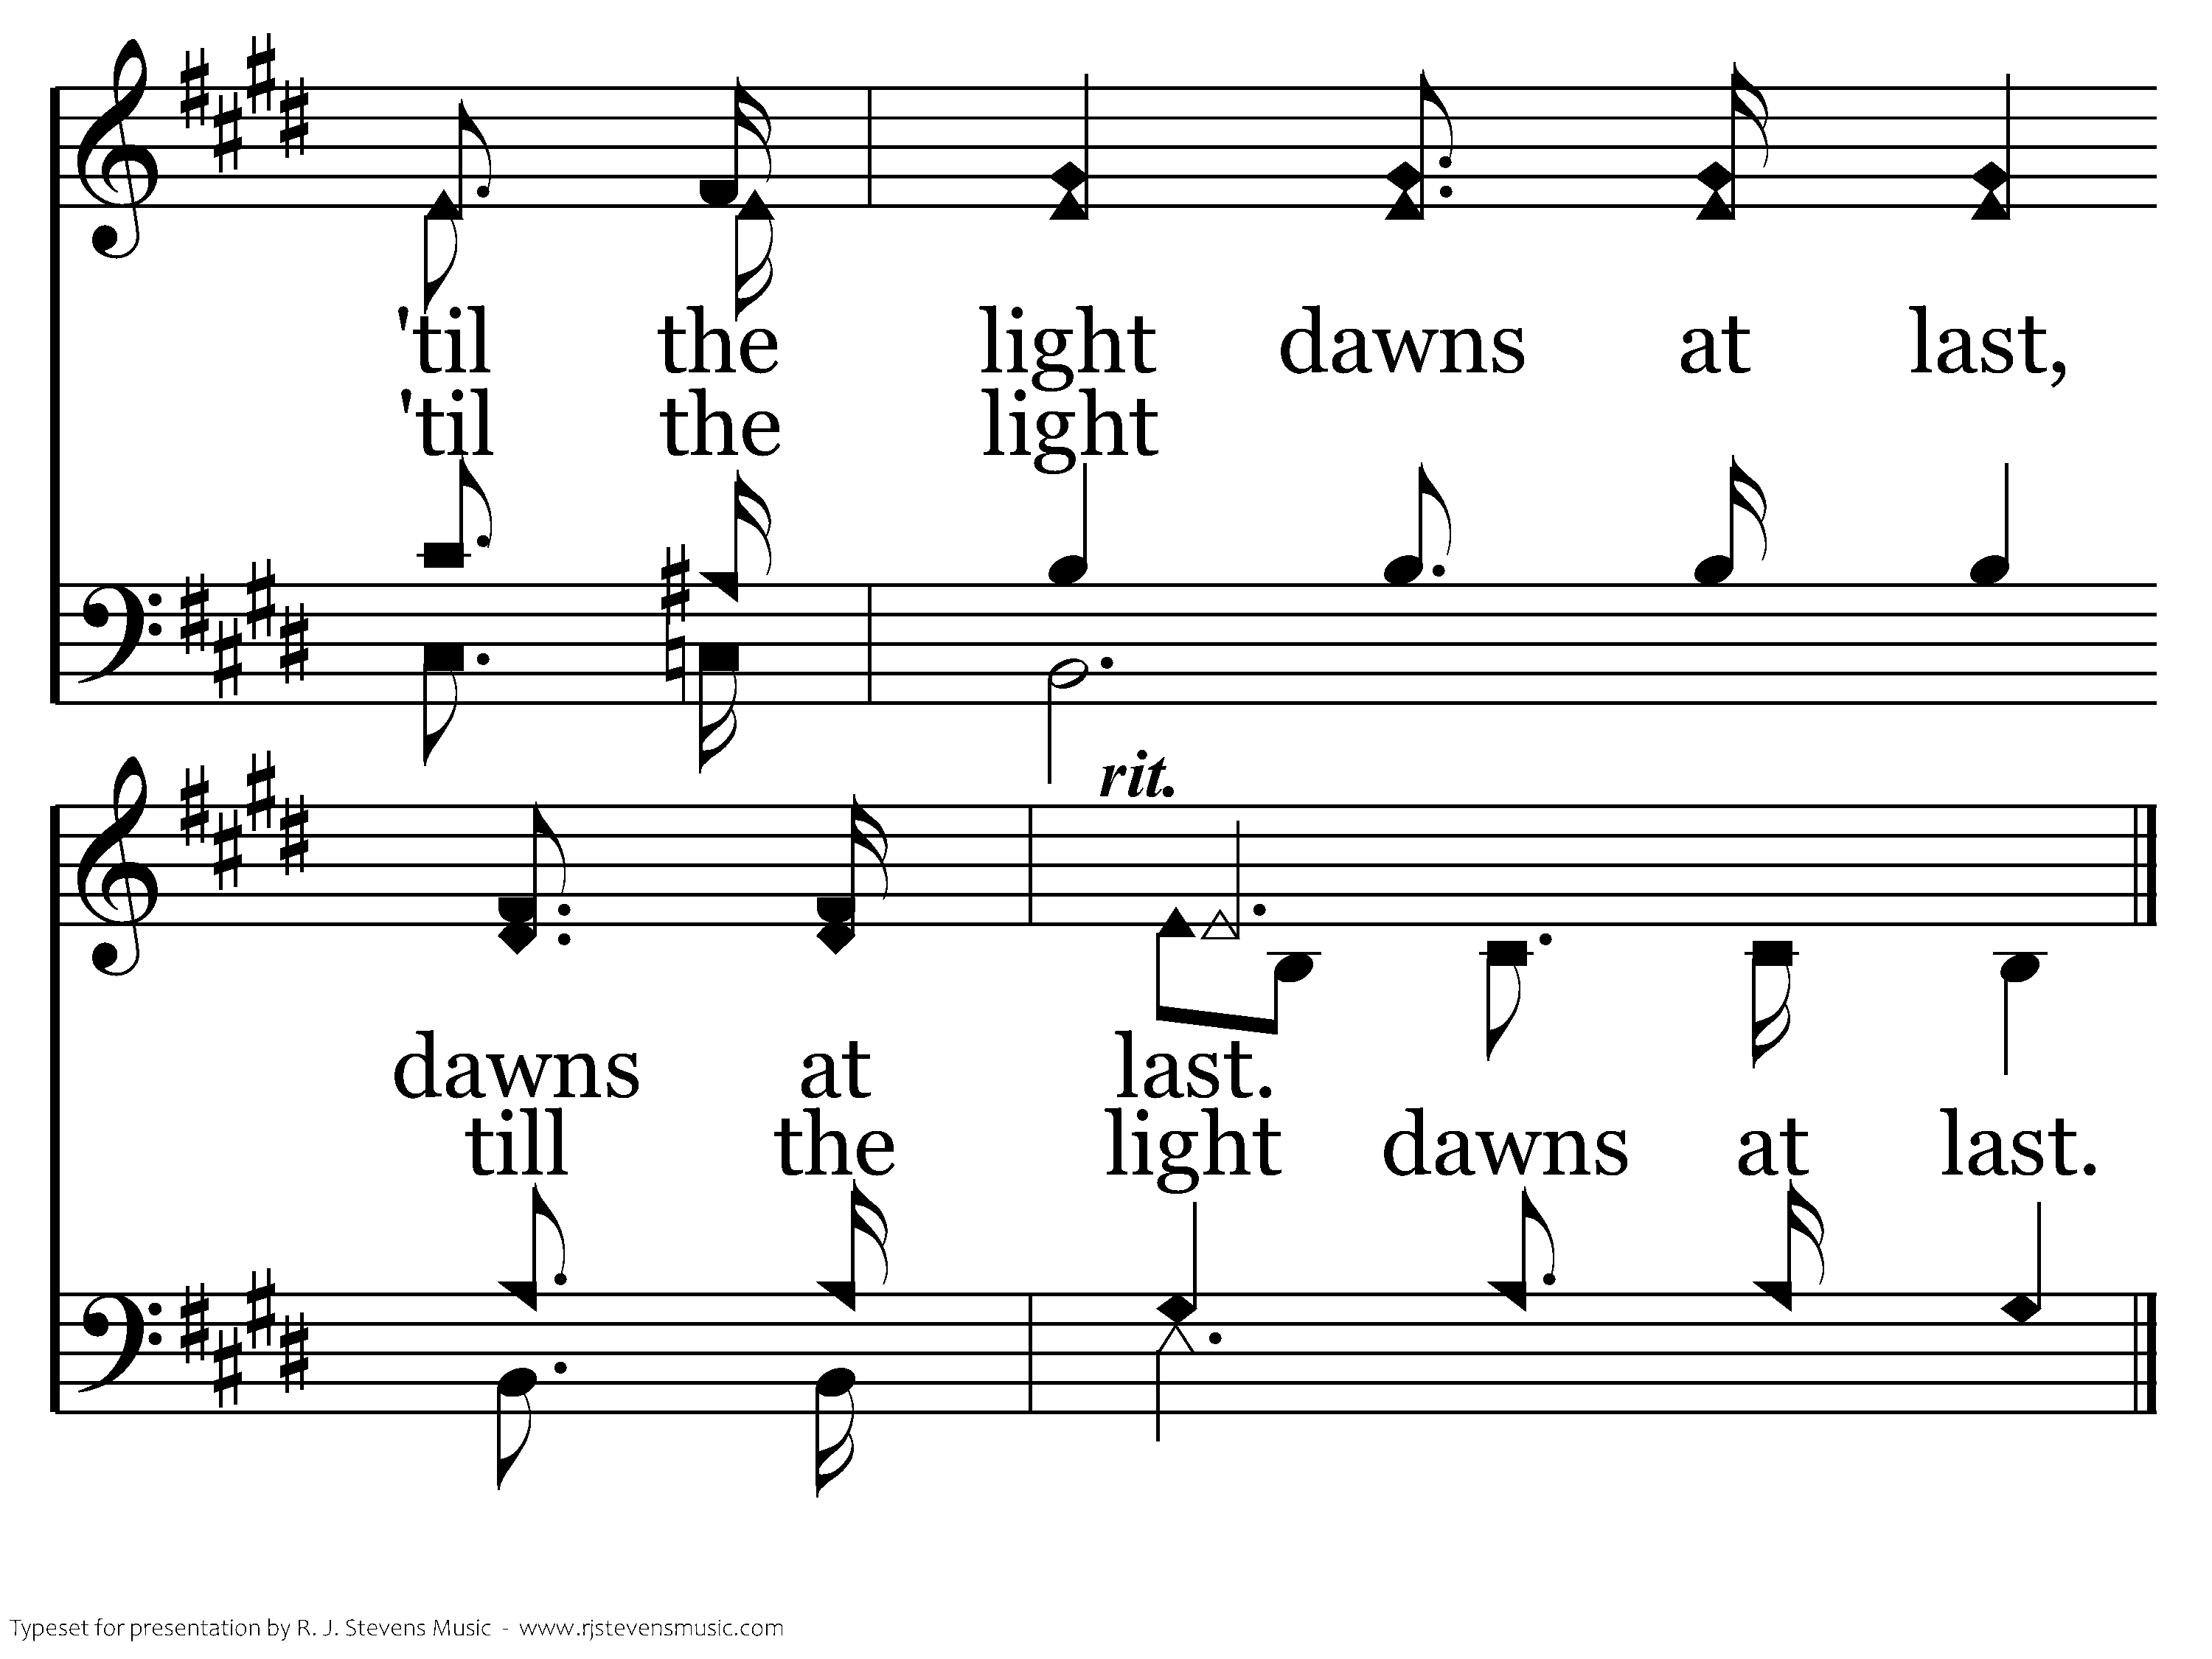 'til the light dawns at last,
'til the light
rit.
dawns at last.
till the light dawns at last.
Typeset for presentation by R. J. Stevens Music - www.rjstevensmusic.com